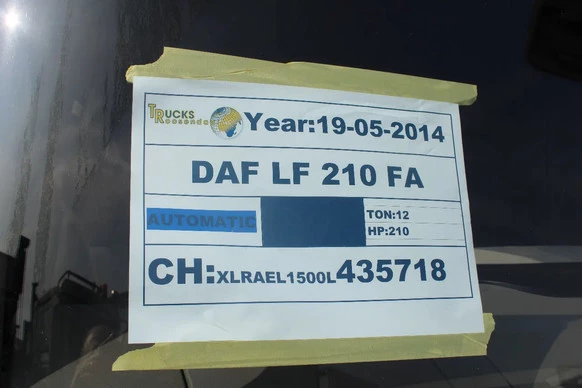 TRUCKS
Roosendaal
Year:19-05-2014
DAF LF 210 FA
AUTOMATIC
TON:12
HP:210
CH:XLRAEL1500L435718